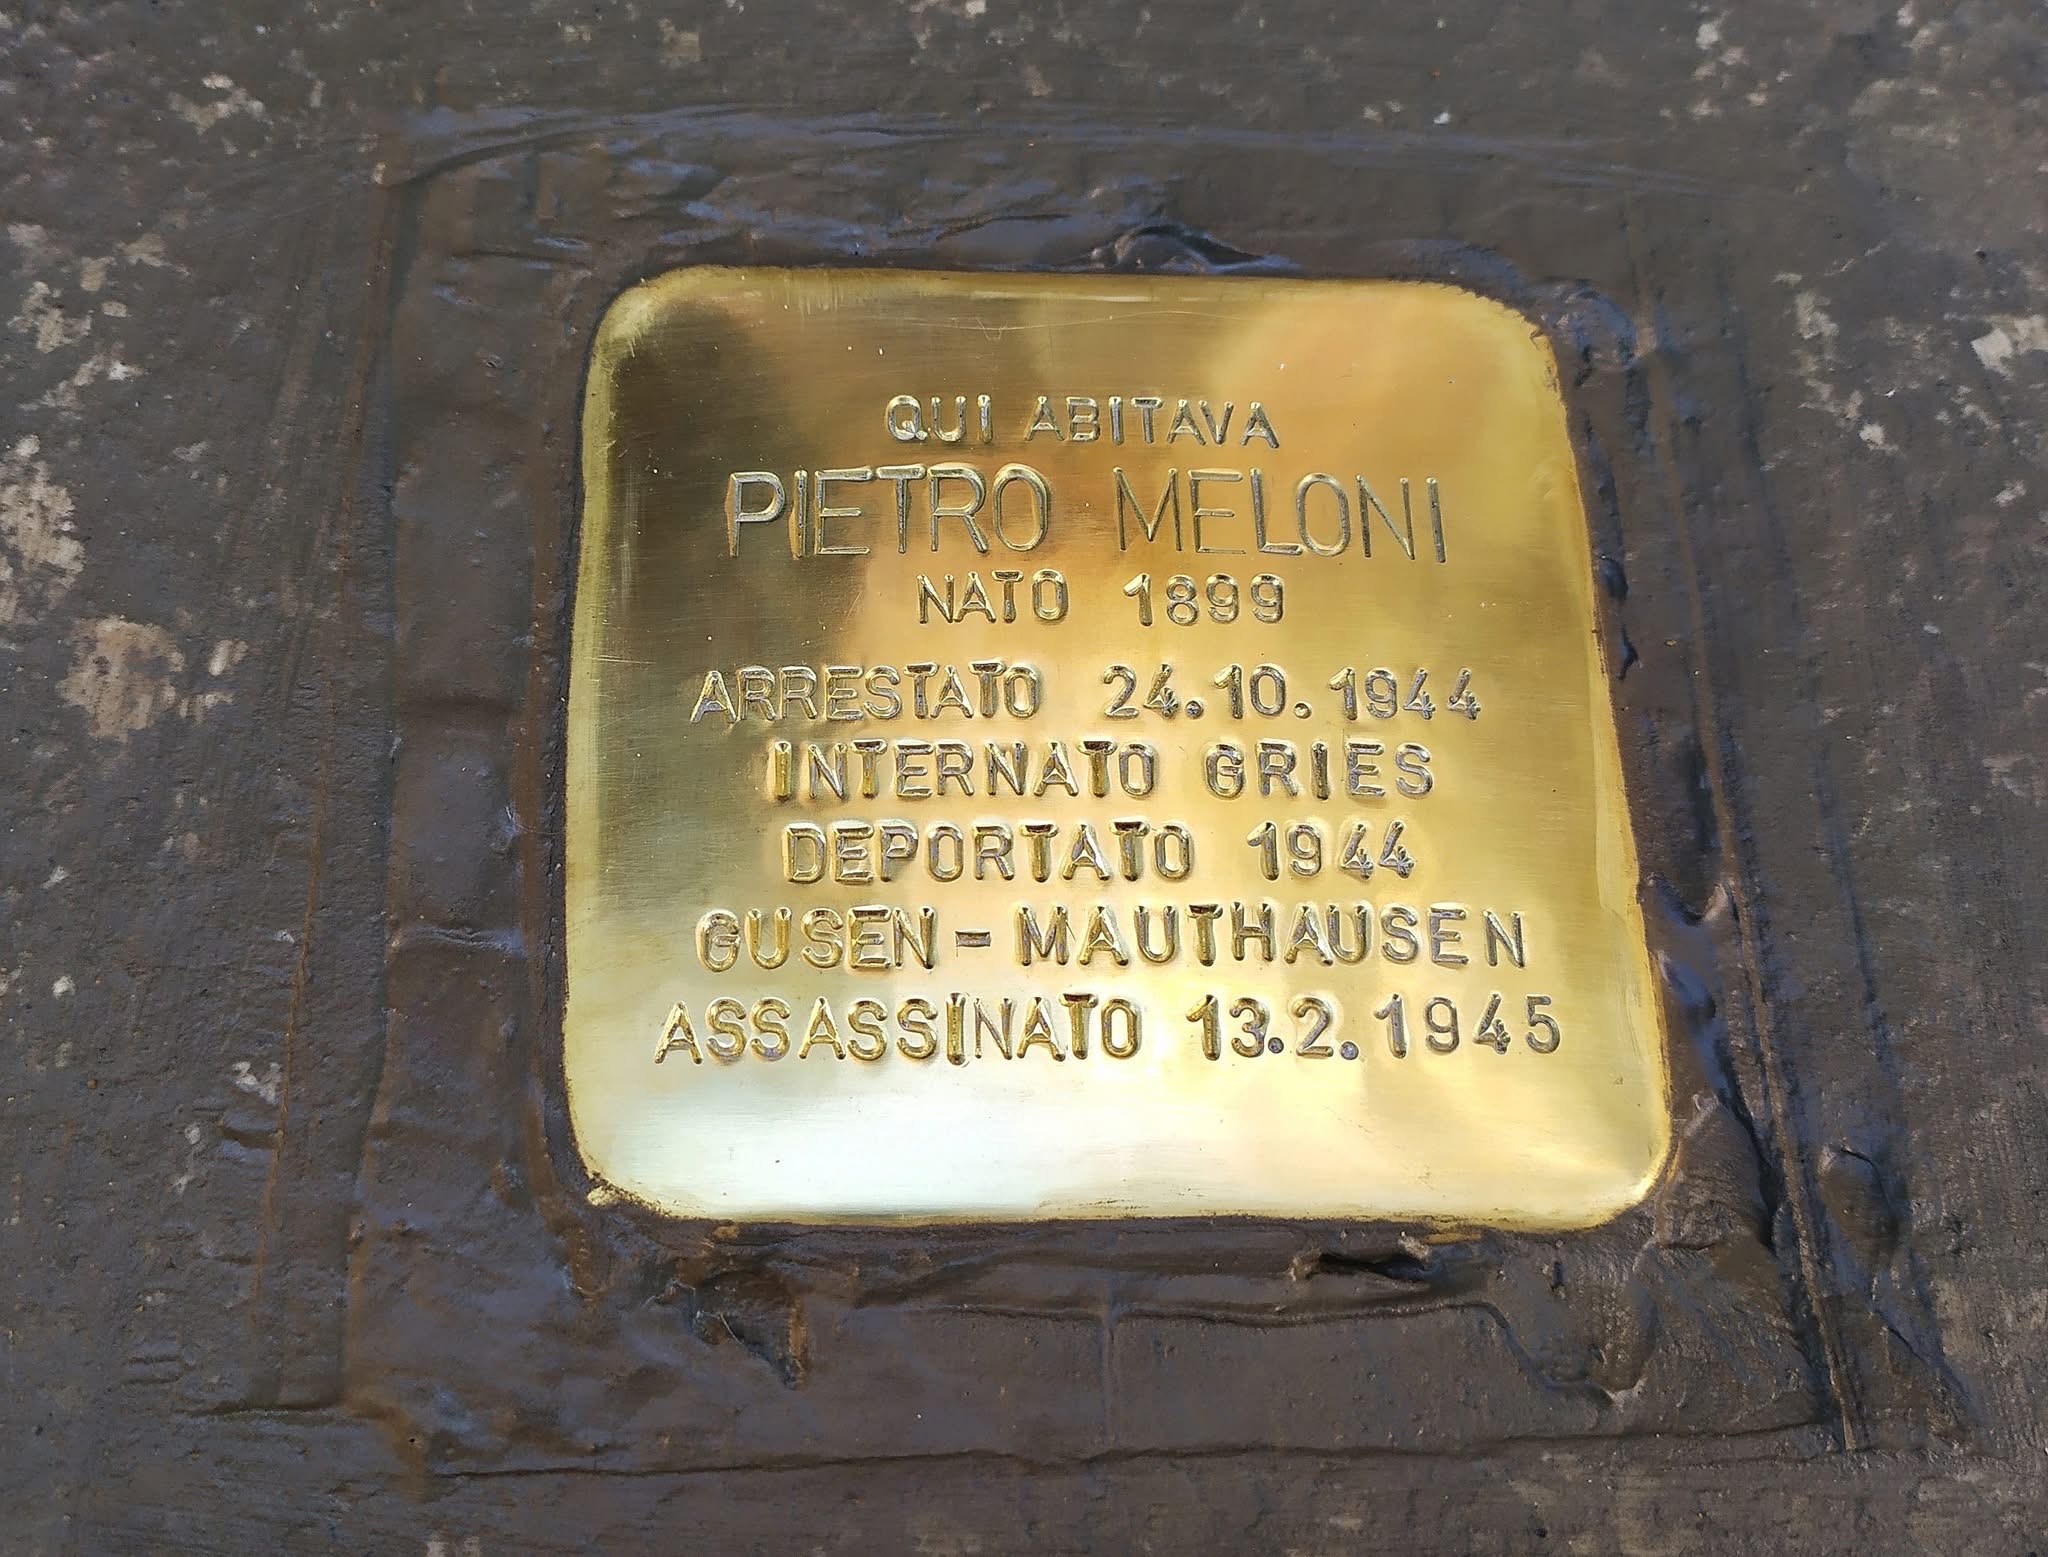 QUI ABITAVA
PIETRO MELONI
NATO 1899
ARRESTATO 24.10.1944
INTERNATO GRIES
DEPORTATO 1944
GUSEN - MAUTHAUSEN
ASSASSINATO 13.2.1945